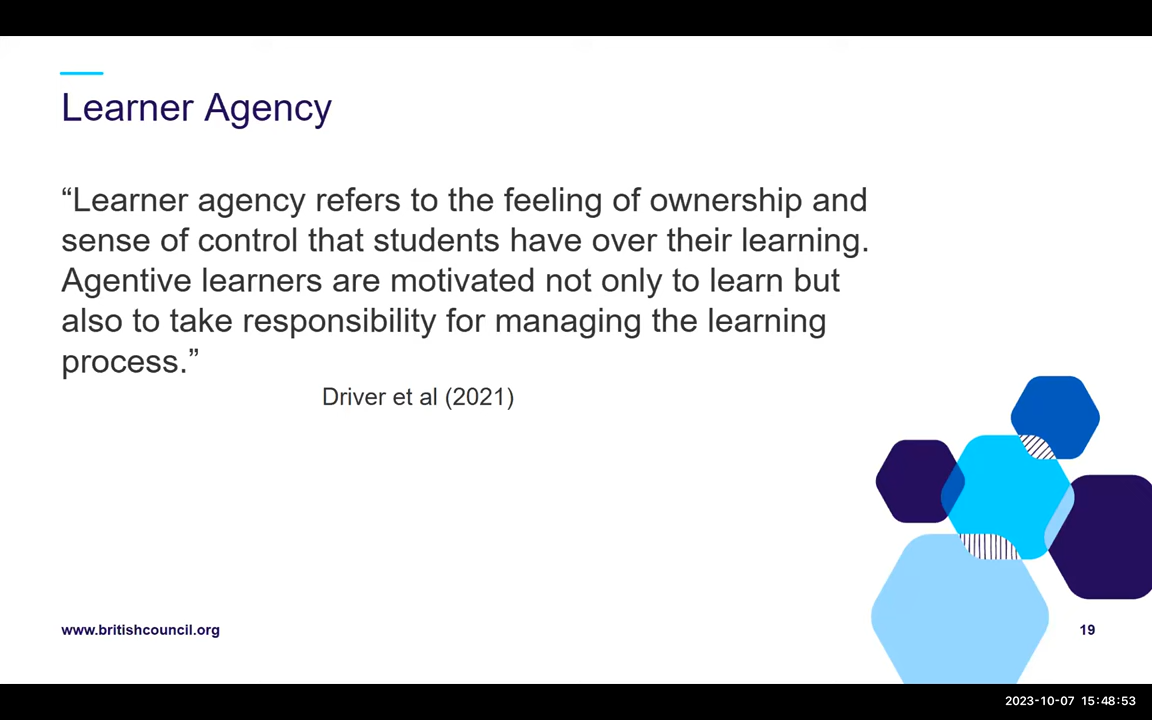 Learner Agency
“Learner agency refers to the feeling of ownership and
sense of control that students have over their learning.
Agentive learners are motivated not only to learn but
also to take responsibility for managing the learning
process.”
Driver et al (2021)
www.britishcouncil.org
19
2023-10-07 15:48:53